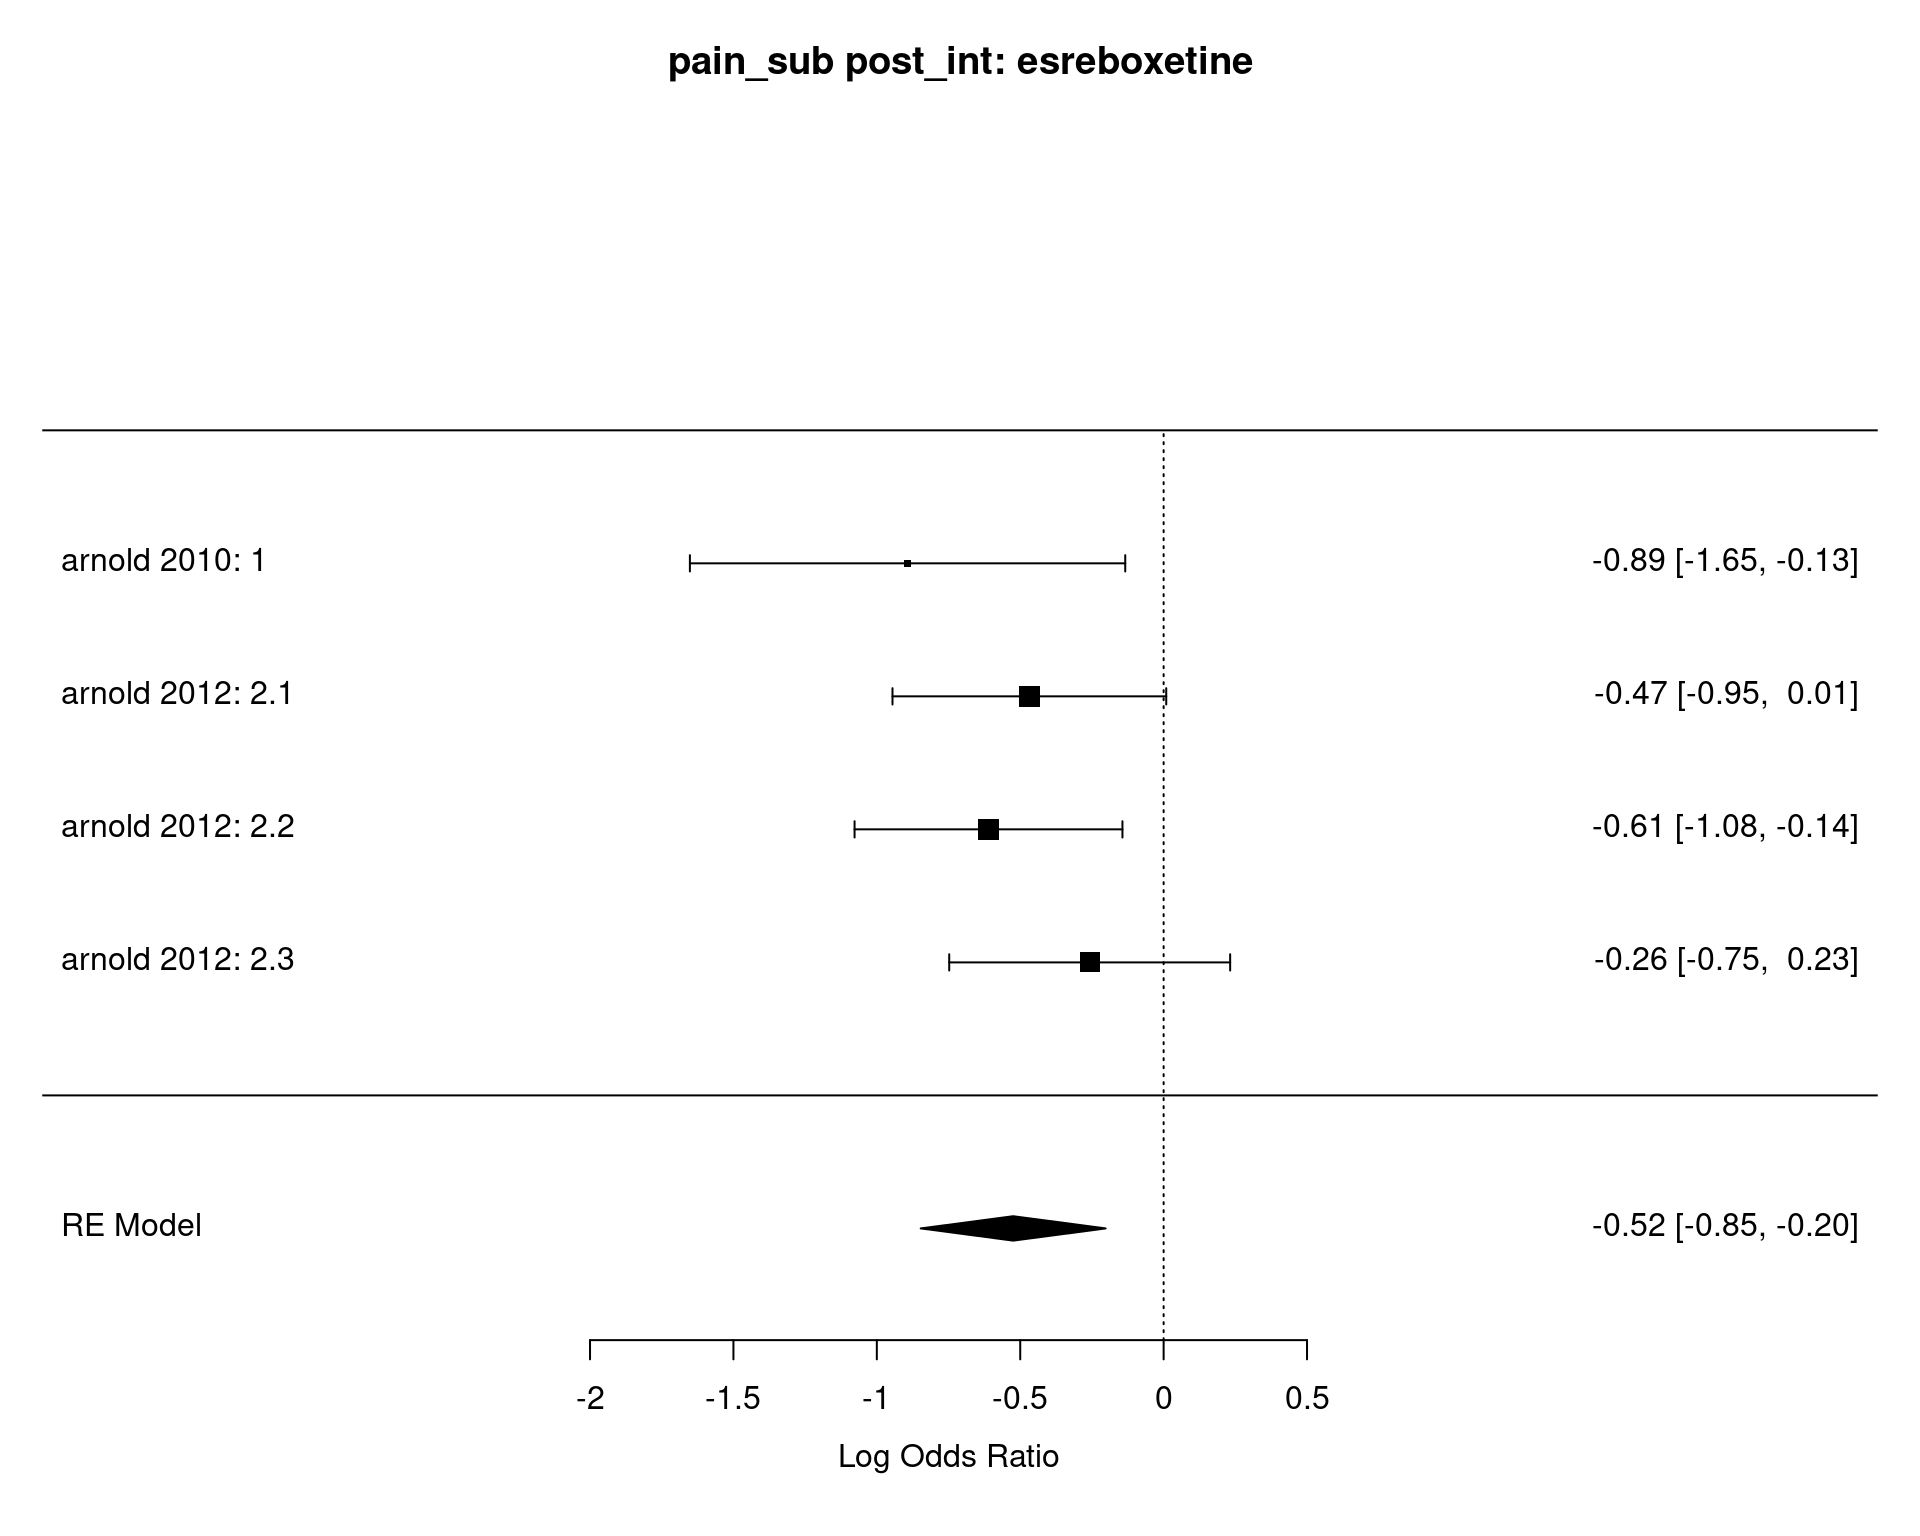 pain_sub post_int: esreboxetine
arnold 2010: 1 -0.89 [-1.65, -0.13]
arnold 2012: 2.1 -0.47 [-0.95, 0.01]
arnold 2012: 2.2 -0.61 [-1.08, -0.14]
arnold 2012: 2.3 -0.26 [-0.75, 0.23]
RE Model -0.52 [-0.85, -0.20]
-2 -1.5 -1 -0.5 0 0.5
Log Odds Ratio